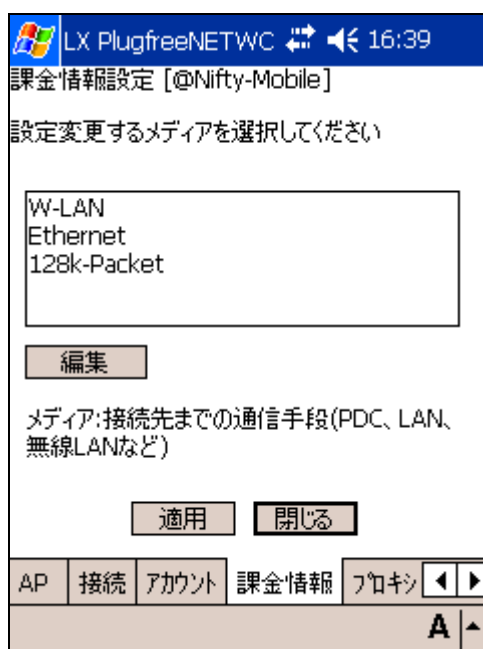 LX PlugfreeNETWC 16:39
課金情報設定 [@Nifty-Mobile]
設定変更するメディアを選択してください
W-LAN
Ethernet
128k-Packet
編集
メディア:接続先までの通信手段(PDC、LAN、
無線LANなど)
適用 閉じる
AP 接続 ｱｶｳﾝﾄ 課金情報 ﾌﾟﾛｷｼ
A